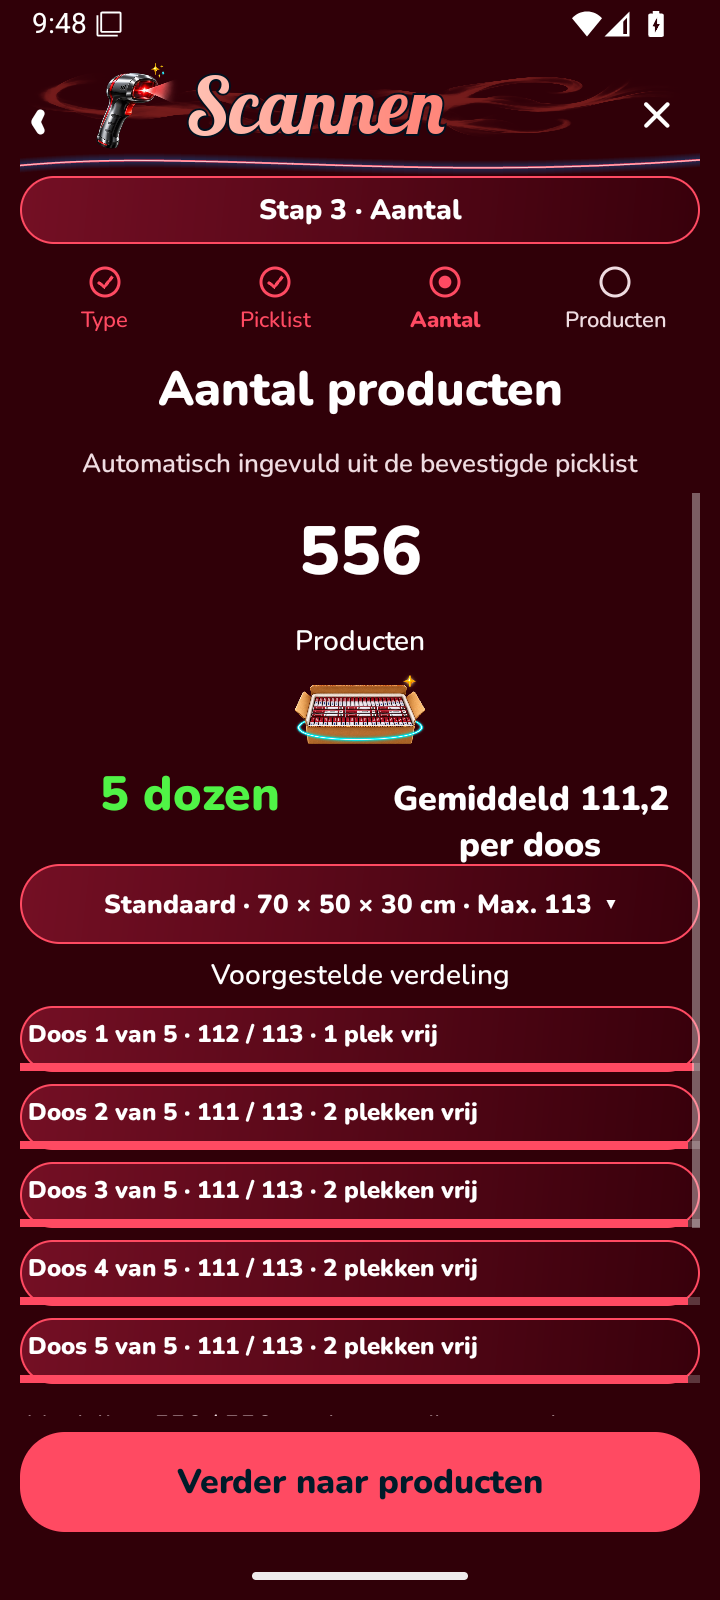 9:48
Scannen
Stap 3 · Aantal
Type
Picklist
Aantal
Producten
Aantal producten
Automatisch ingevuld uit de bevestigde picklist
556
Producten
5 dozen
Gemiddeld 111,2
per doos
Standaard · 70 × 50 × 30 cm · Max. 113 ▼
Voorgestelde verdeling
Doos 1 van 5 · 112 / 113 · 1 plek vrij
Doos 2 van 5 · 111 / 113 · 2 plekken vrij
Doos 3 van 5 · 111 / 113 · 2 plekken vrij
Doos 4 van 5 · 111 / 113 · 2 plekken vrij
Doos 5 van 5 · 111 / 113 · 2 plekken vrij
Verder naar producten